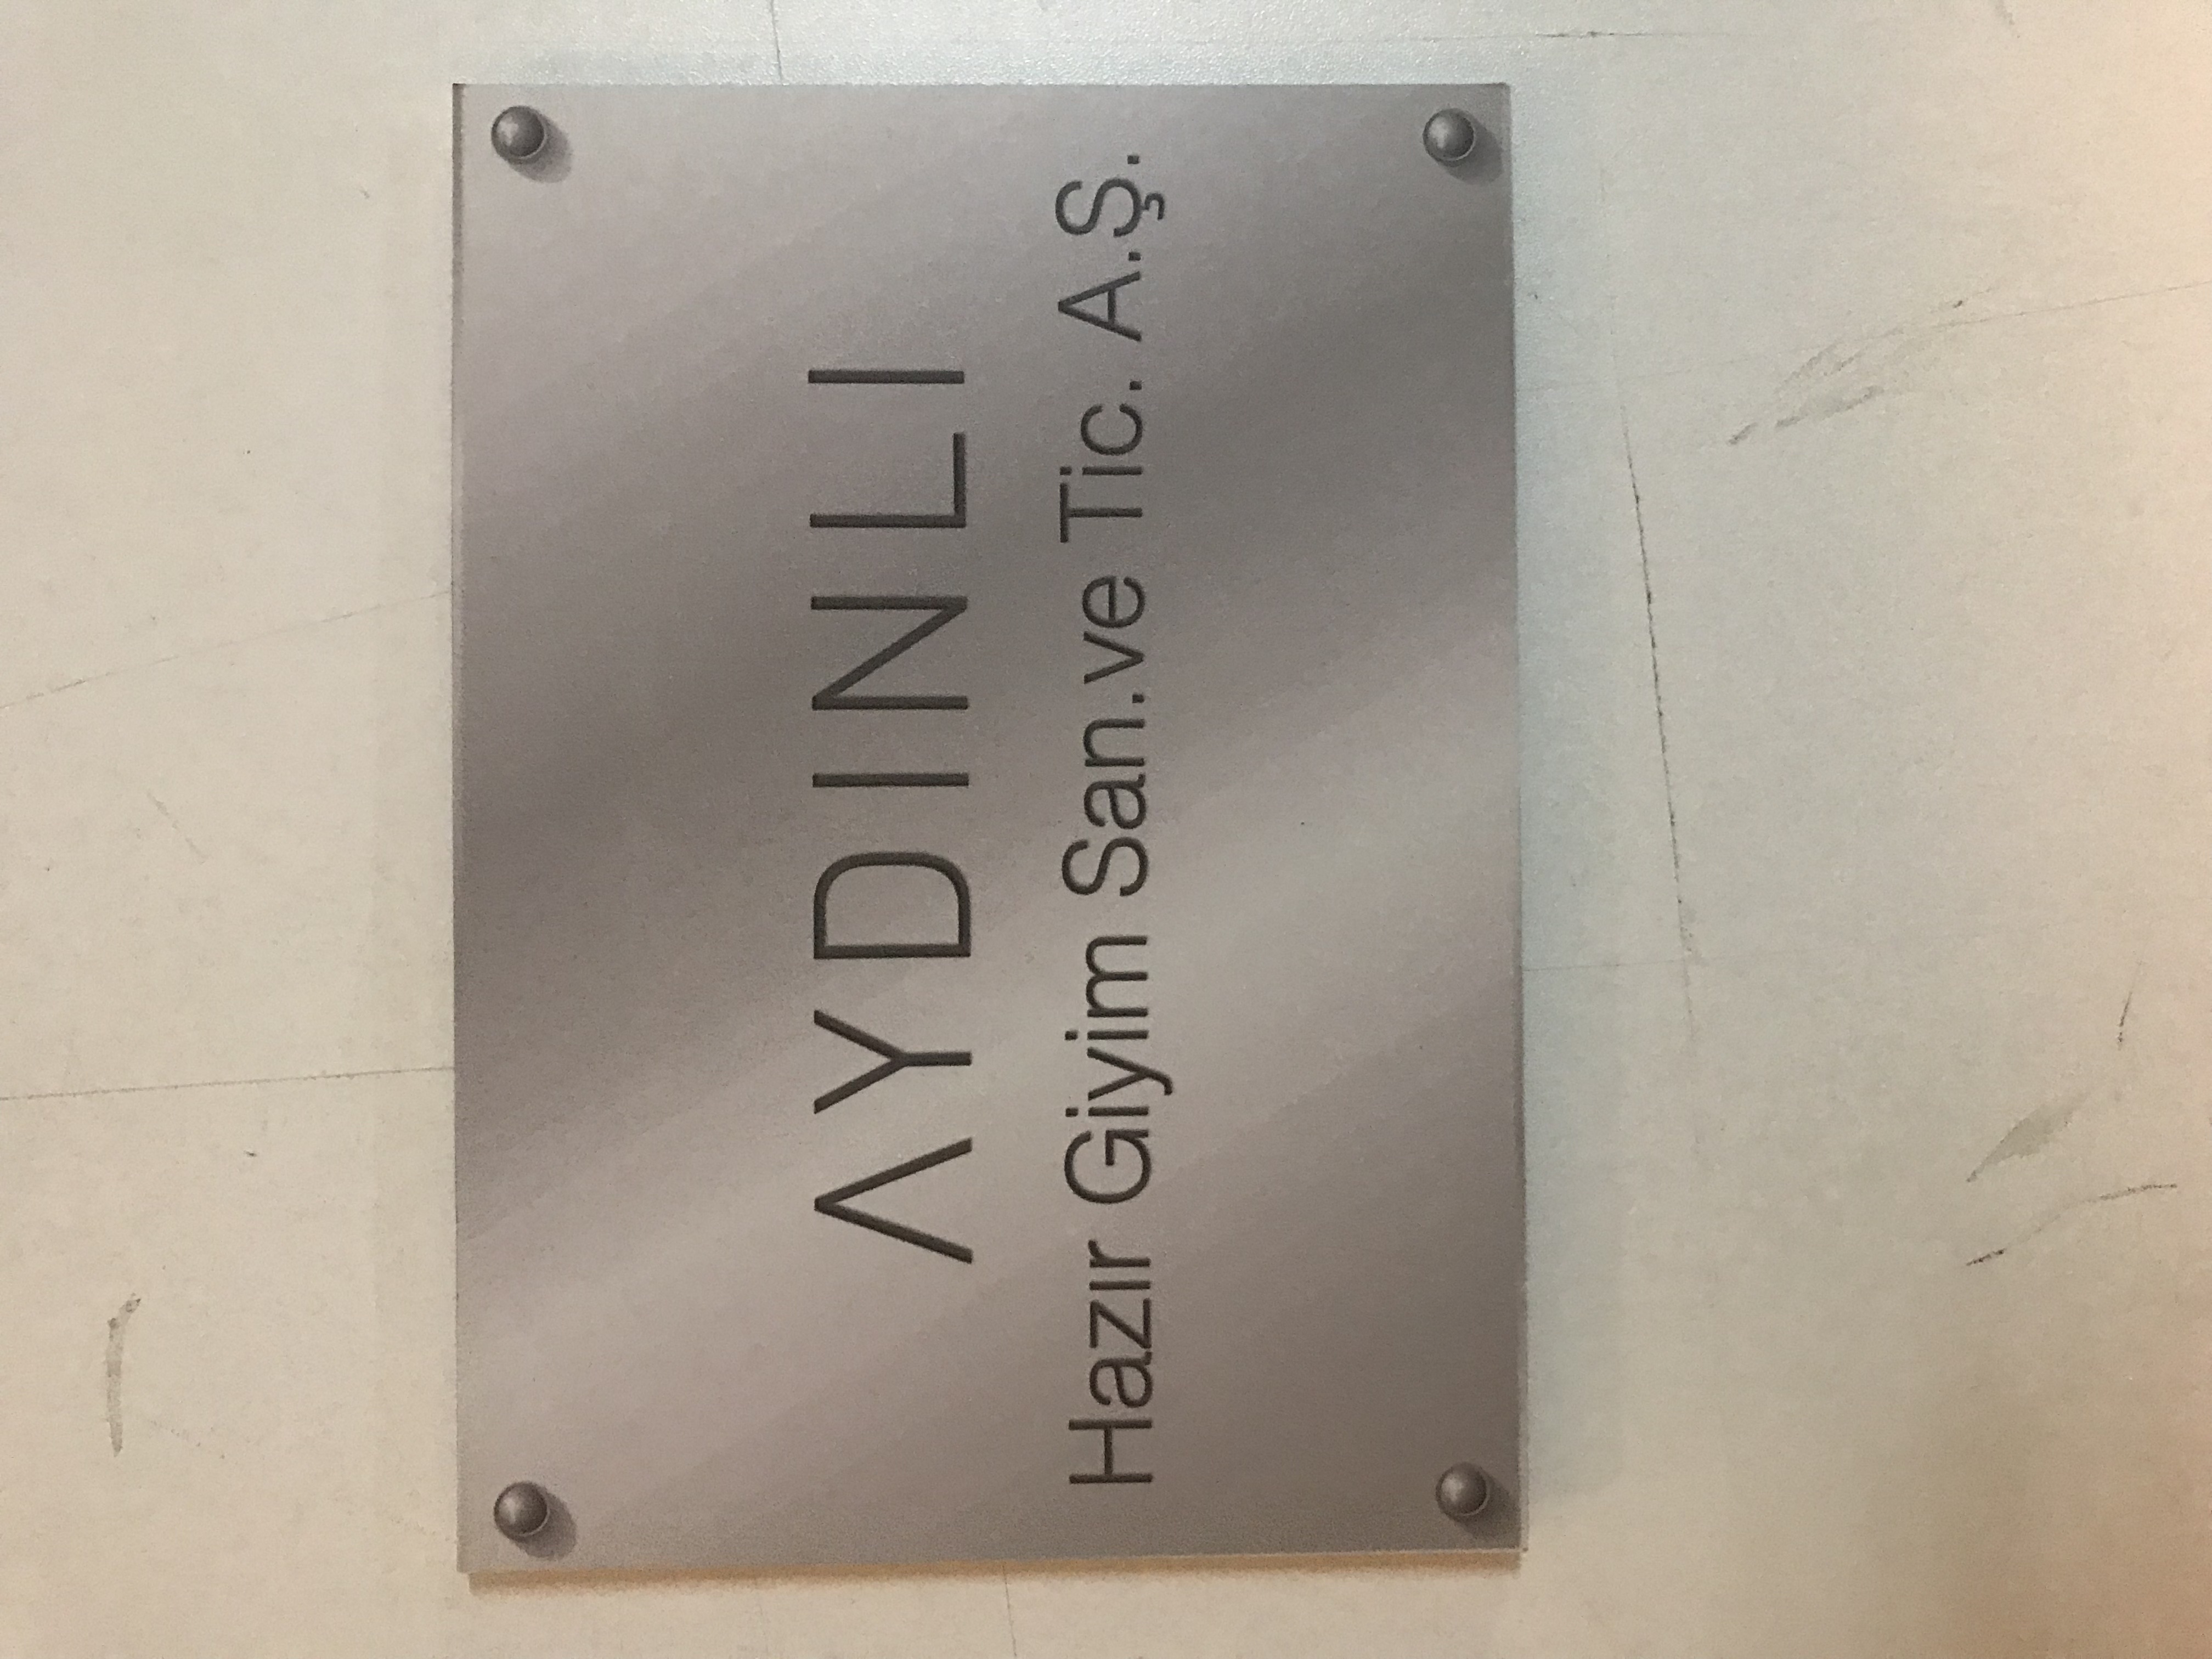 AYDINLI
Hazır Giyim San.ve Tic. A.Ş.